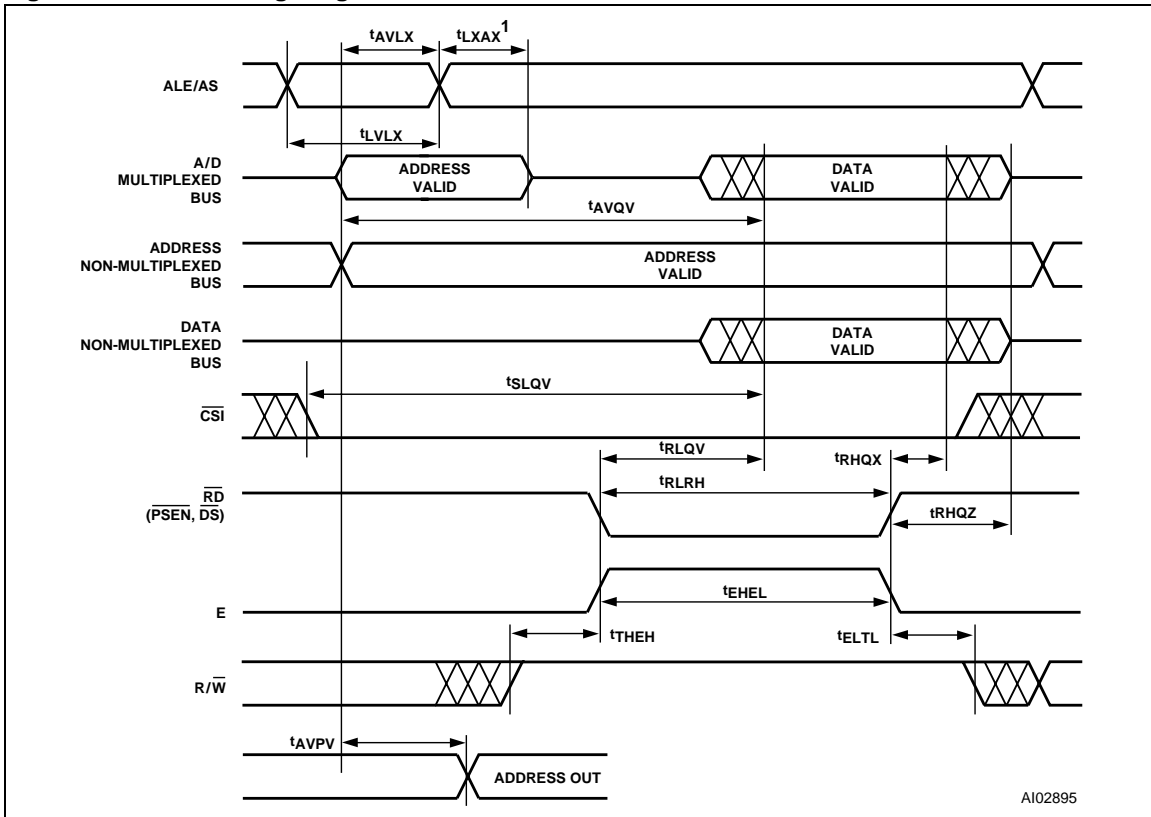 tAVLX
tLXAX1
ALE/AS
tLVLX
A/D
MULTIPLEXED
BUS
ADDRESS
VALID
DATA
VALID
tAVQV
ADDRESS
NON-MULTIPLEXED
BUS
ADDRESS
VALID
DATA
NON-MULTIPLEXED
BUS
DATA
VALID
tSLQV
CSI
tRLQV
tRHQX
tRLRH
RD
(PSEN, DS)
tRHQZ
tEHEL
E
tTHEH
tELTL
R/W
tAVPV
ADDRESS OUT
AI02895